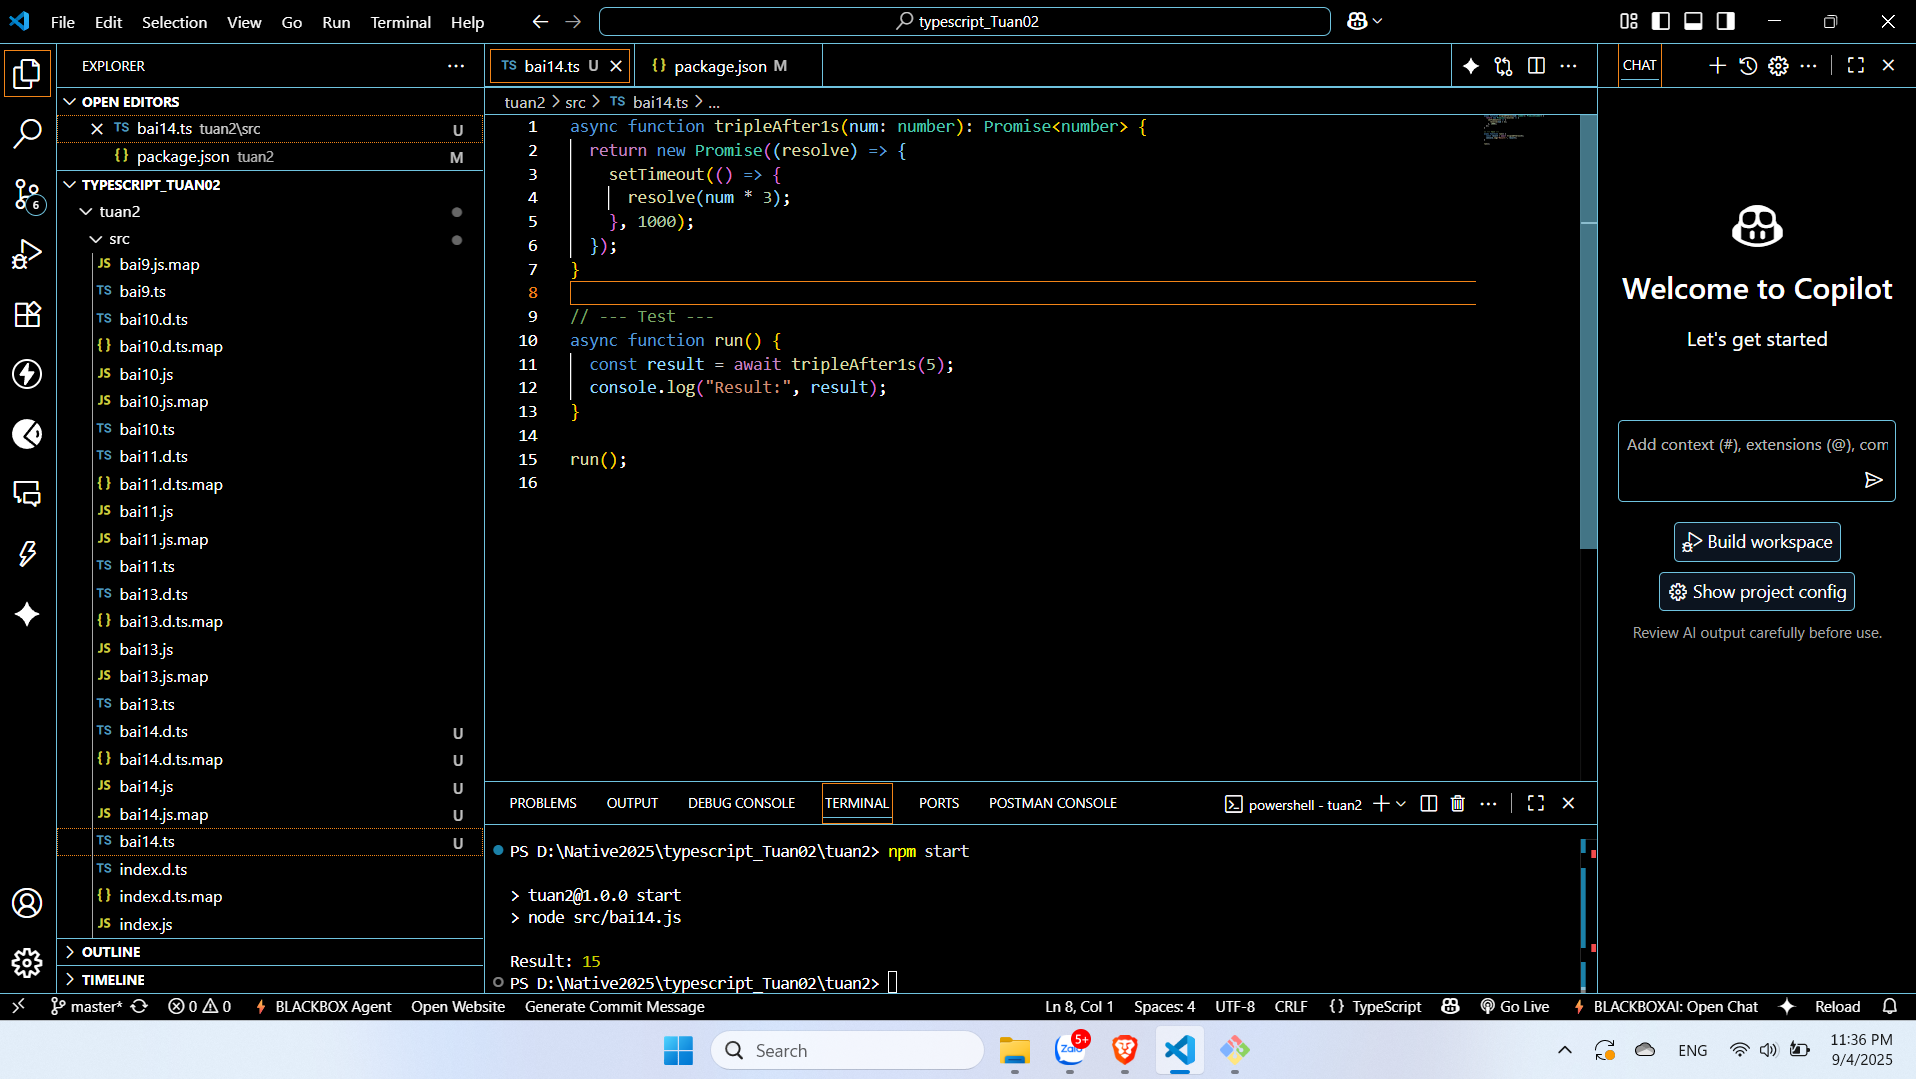 File Edit Selection View Go Run Terminal Help
typescript_Tuan02
EXPLORER
OPEN EDITORS
TS bai14.ts tuan2\src U
{} package.json tuan2 M
TYPESCRIPT_TUAN02
tuan2
src
JS bai9.js.map
TS bai9.ts
TS bai10.d.ts
{} bai10.d.ts.map
JS bai10.js
JS bai10.js.map
TS bai10.ts
TS bai11.d.ts
{} bai11.d.ts.map
JS bai11.js
JS bai11.js.map
TS bai11.ts
TS bai13.d.ts
{} bai13.d.ts.map
JS bai13.js
JS bai13.js.map
TS bai13.ts
TS bai14.d.ts U
{} bai14.d.ts.map U
JS bai14.js U
JS bai14.js.map U
TS bai14.ts U
TS index.d.ts
{} index.d.ts.map
JS index.js
OUTLINE
TIMELINE
6
TS bai14.ts U
{} package.json M
tuan2 > src > TS bai14.ts > ...
1 async function tripleAfter1s(num: number): Promise<number> {
2 return new Promise((resolve) => {
3 setTimeout(() => {
4 resolve(num * 3);
5 }, 1000);
6 });
7 }
8
9 // --- Test ---
10 async function run() {
11 const result = await tripleAfter1s(5);
12 console.log("Result:", result);
13 }
14
15 run();
16
PROBLEMS OUTPUT DEBUG CONSOLE TERMINAL PORTS POSTMAN CONSOLE
powershell - tuan2
PS D:\Native2025\typescript_Tuan02\tuan2> npm start
> tuan2@1.0.0 start
> node src/bai14.js
Result: 15
PS D:\Native2025\typescript_Tuan02\tuan2>
CHAT
Welcome to Copilot
Let's get started
Add context (#), extensions (@), com
Build workspace
Show project config
Review AI output carefully before use.
master* 0 0 BLACKBOX Agent Open Website Generate Commit Message
Ln 8, Col 1 Spaces: 4 UTF-8 CRLF {} TypeScript Go Live BLACKBOXAI: Open Chat Reload
Search
Zalo
5+
ENG
11:36 PM
9/4/2025